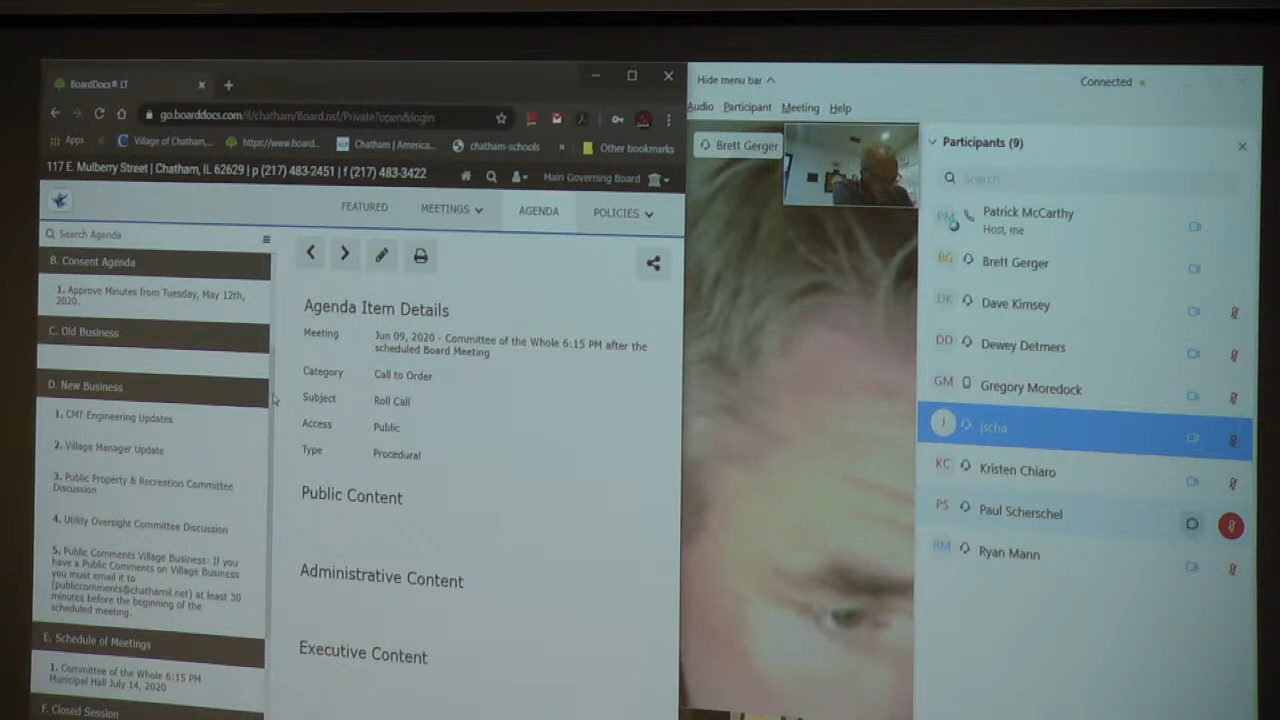 BoardDocs® LT
go.boarddocs.com/il/chatham/Board.nsf/Private?open&login
Apps
Village of Chatham,...
https://www.board...
Chatham | America...
chatham-schools
»
Other bookmarks
117 E. Mulberry Street | Chatham, IL 62629 | p (217) 483-2451 | f (217) 483-3422
Main Governing Board
FEATURED
MEETINGS
AGENDA
POLICIES
Search Agenda
B. Consent Agenda
1. Approve Minutes from Tuesday, May 12th,
2020.
C. Old Business
D. New Business
1. CMT Engineering Updates
2. Village Manager Update
3. Public Property & Recreation Committee
Discussion
4. Utility Oversight Committee Discussion
5. Public Comments Village Business: If you
have a Public Comments on Village Business
you must email it to
(publiccomments@chathamil.net) at least 30
minutes before the beginning of the
scheduled meeting.
E. Schedule of Meetings
1. Committee of the Whole 6:15 PM
Municipal Hall July 14, 2020
F. Closed Session
Agenda Item Details
Meeting
Jun 09, 2020 - Committee of the Whole 6:15 PM after the
scheduled Board Meeting
Category
Call to Order
Subject
Roll Call
Access
Public
Type
Procedural
Public Content
Administrative Content
Executive Content
Hide menu bar
Connected
Audio
Participant
Meeting
Help
Brett Gerger
Participants (9)
Search
PM
Patrick McCarthy
Host, me
BG
Brett Gerger
DK
Dave Kimsey
DD
Dewey Detmers
GM
Gregory Moredock
J
jscha
KC
Kristen Chiaro
PS
Paul Scherschel
RM
Ryan Mann